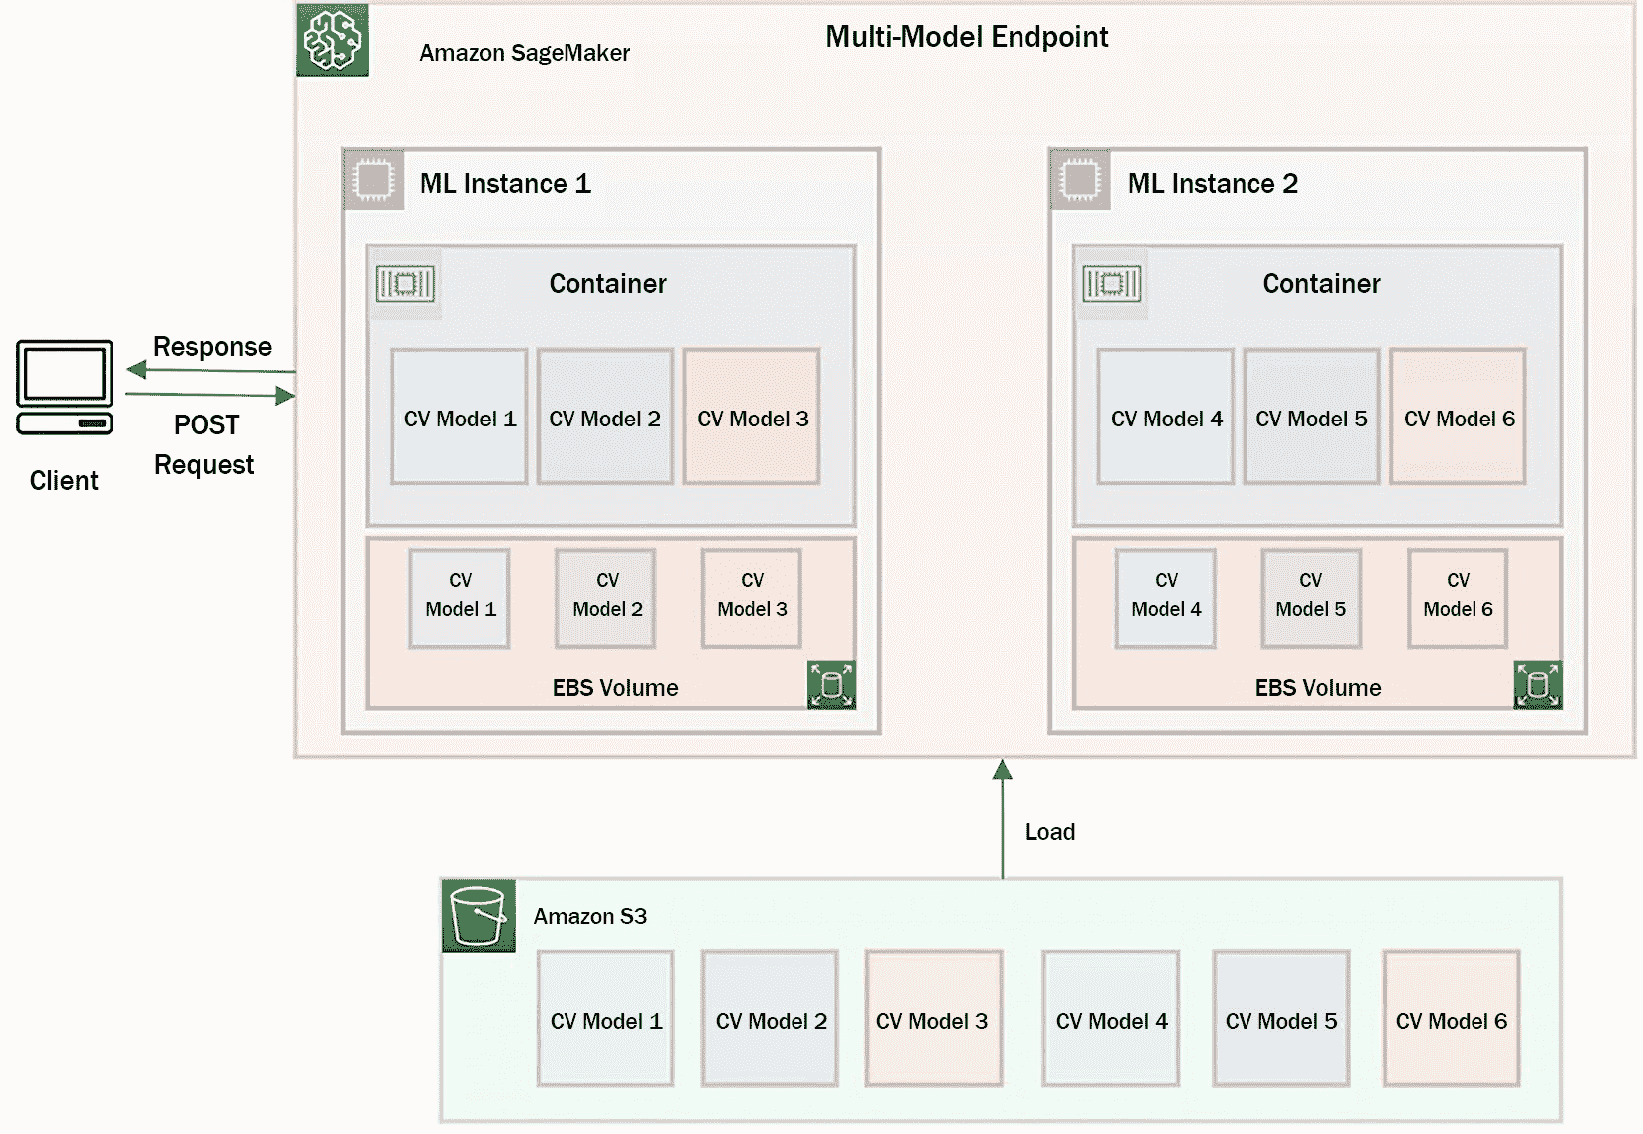 Multi-Model Endpoint
Amazon SageMaker
ML Instance 1
ML Instance 2
Container
Container
Response
POST
Request
Client
CV Model 1
CV Model 2
CV Model 3
CV Model 4
CV Model 5
CV Model 6
CV
Model 1
CV
Model 2
CV
Model 3
CV
Model 4
CV
Model 5
CV
Model 6
EBS Volume
EBS Volume
Load
Amazon S3
CV Model 1
CV Model 2
CV Model 3
CV Model 4
CV Model 5
CV Model 6